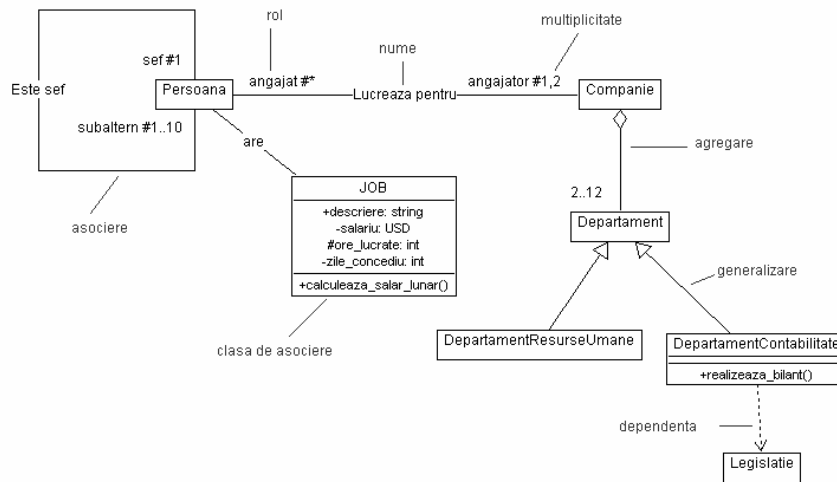 rol
multiplicitate
nume
sef #1
Este sef
Persoana
angajat #*
Lucreaza pentru
angajator #1,2
Companie
subaltern #1..10
are
agregare
asociere
JOB
+descriere: string
-salariu: USD
#ore_lucrate: int
-zile_concediu: int
+calculeaza_salar_lunar()
2..12
Departament
generalizare
clasa de asociere
DepartamentResurseUmane
DepartamentContabilitate
+realizeaza_bilant()
dependenta
Legislatie